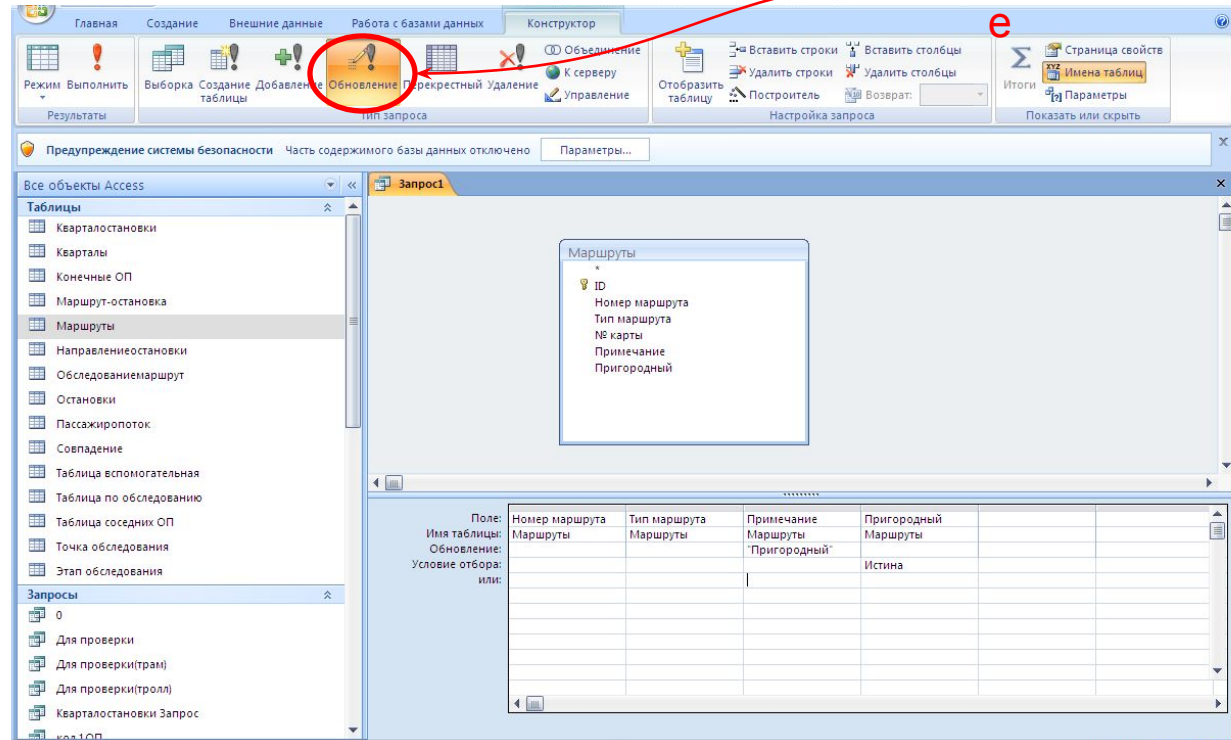 e
Главная Создание Внешние данные Работа с базами данных Конструктор
Режим Выполнить Выборка Создание таблицы Добавление Обновление Перекрестный Удаление
Объединение
К серверу
Управление
Отобразить таблицу
Вставить строки Вставить столбцы
Удалить строки Удалить столбцы
Построитель Возврат:
Итоги
Страница свойств
Имена таблиц
Параметры
Результаты Тип запроса Настройка запроса Показать или скрыть
Предупреждение системы безопасности Часть содержимого базы данных отключено Параметры...
Все объекты Access
Таблицы
Кварталостановки
Кварталы
Конечные ОП
Маршрут-остановка
Маршруты
Направлениеостановки
Обследованиемаршрут
Остановки
Пассажиропоток
Совпадение
Таблица вспомогательная
Таблица по обследованию
Таблица соседних ОП
Точка обследования
Этап обследования
Запросы
0
Для проверки
Для проверки(трам)
Для проверки(тролл)
Кварталостановки Запрос
код 1ОП
Запрос1
Маршруты
*
ID
Номер маршрута
Тип маршрута
№ карты
Примечание
Пригородный
Поле: Номер маршрута Тип маршрута Примечание Пригородный
Имя таблицы: Маршруты Маршруты Маршруты Маршруты
Обновление: "Пригородный"
Условие отбора: Истина
или: